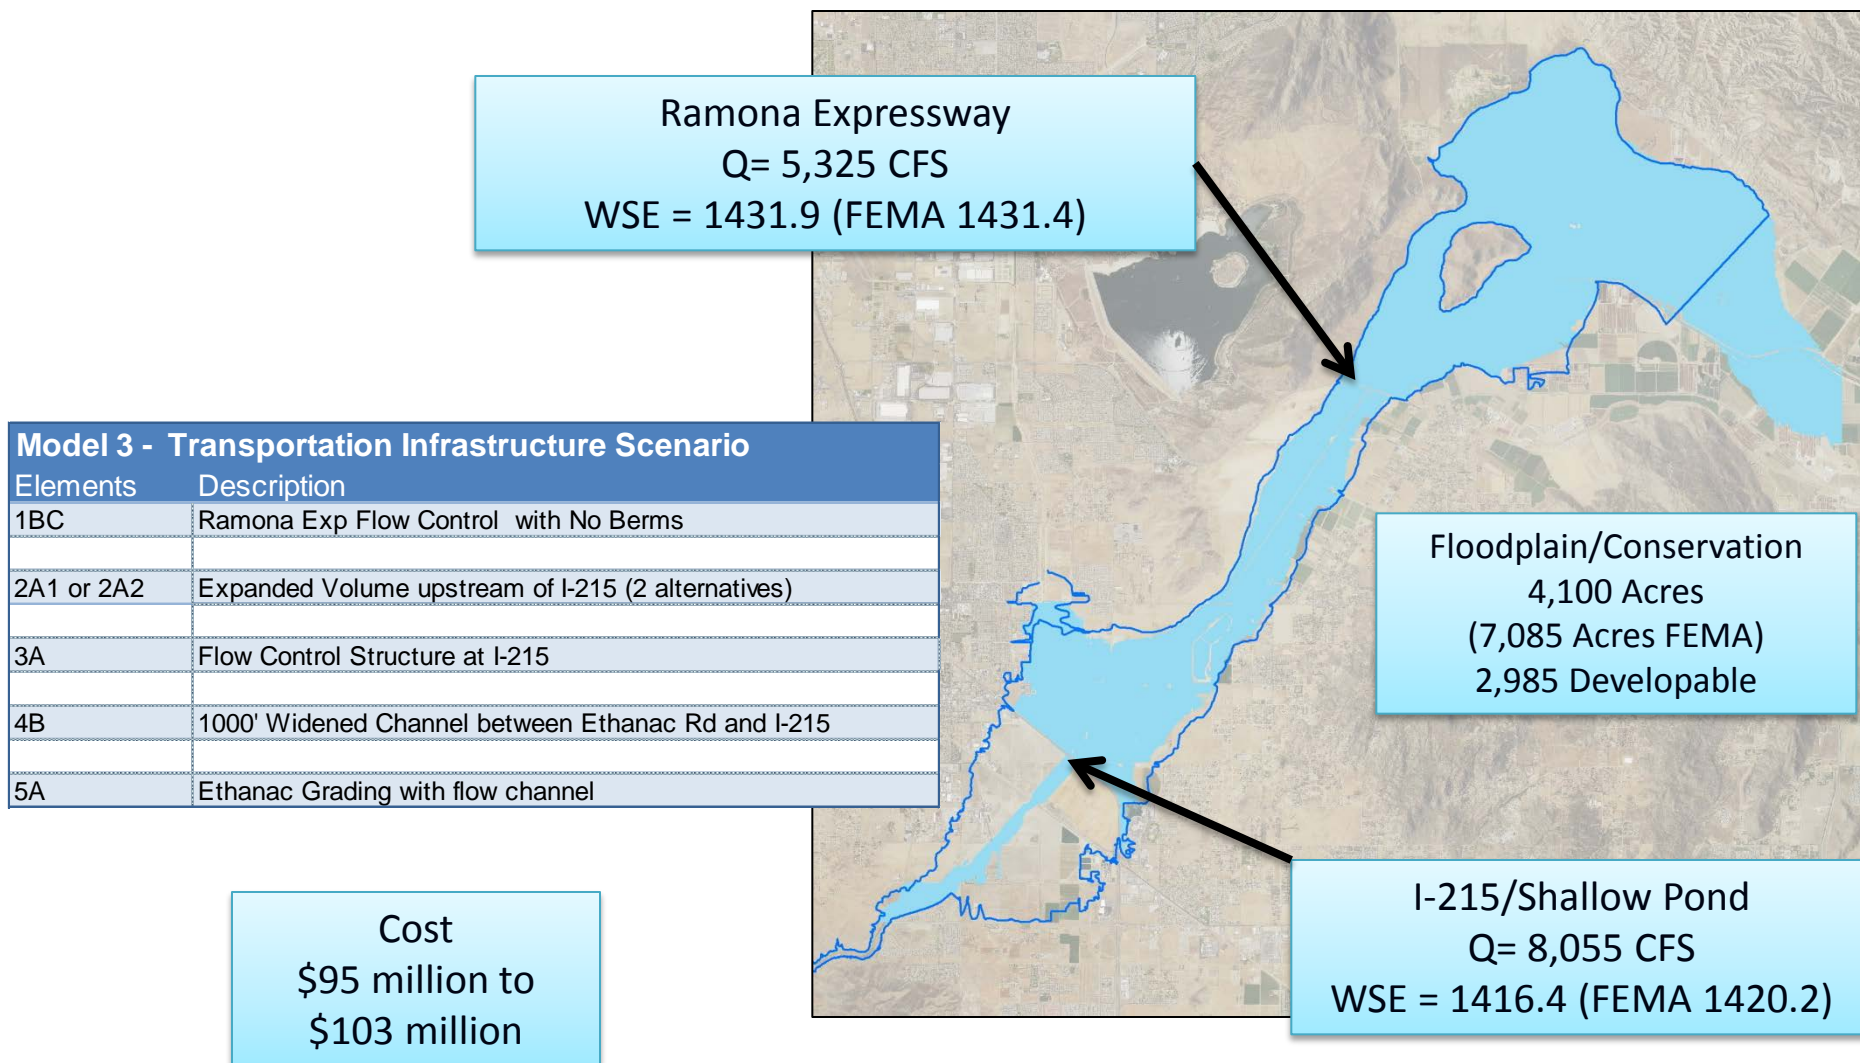 Ramona Expressway
Q= 5,325 CFS
WSE = 1431.9 (FEMA 1431.4)
Model 3 - Transportation Infrastructure Scenario
Elements Description
1BC Ramona Exp Flow Control with No Berms
2A1 or 2A2 Expanded Volume upstream of I-215 (2 alternatives)
3A Flow Control Structure at I-215
4B 1000' Widened Channel between Ethanac Rd and I-215
5A Ethanac Grading with flow channel
Floodplain/Conservation
4,100 Acres
(7,085 Acres FEMA)
2,985 Developable
I-215/Shallow Pond
Q= 8,055 CFS
WSE = 1416.4 (FEMA 1420.2)
Cost
$95 million to
$103 million